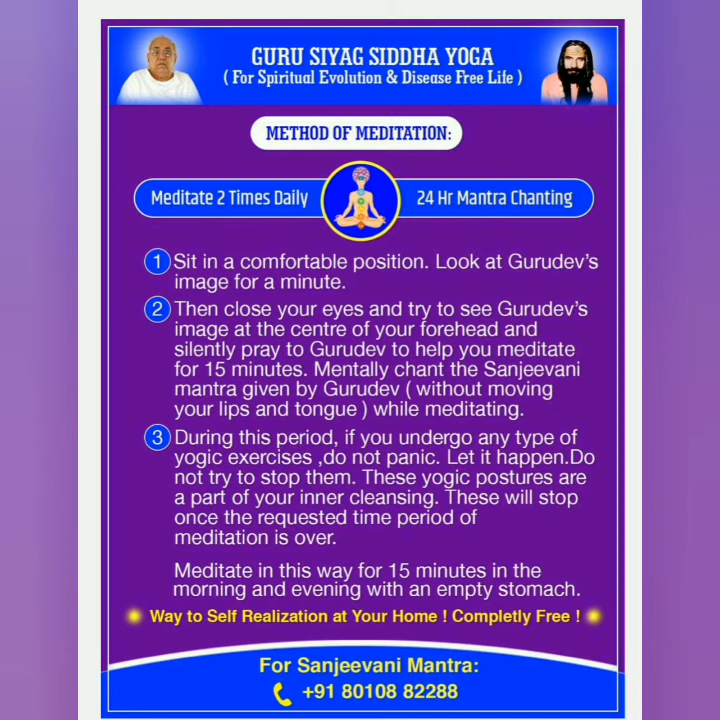 GURU SIYAG SIDDHA YOGA
( For Spiritual Evolution & Disease Free Life )
METHOD OF MEDITATION:
Meditate 2 Times Daily
24 Hr Mantra Chanting
1 Sit in a comfortable position. Look at Gurudev's
image for a minute.
2 Then close your eyes and try to see Gurudev's
image at the centre of your forehead and
silently pray to Gurudev to help you meditate
for 15 minutes. Mentally chant the Sanjeevani
mantra given by Gurudev ( without moving
your lips and tongue ) while meditating.
3 During this period, if you undergo any type of
yogic exercises ,do not panic. Let it happen.Do
not try to stop them. These yogic postures are
a part of your inner cleansing. These will stop
once the requested time period of
meditation is over.
Meditate in this way for 15 minutes in the
morning and evening with an empty stomach.
Way to Self Realization at Your Home ! Completly Free !
For Sanjeevani Mantra:
+91 80108 82288